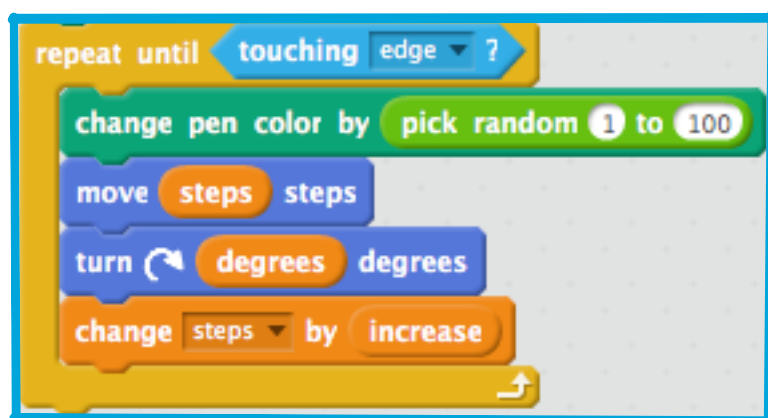 repeat until touching edge ?
change pen color by pick random 1 to 100
move steps steps
turn degrees degrees
change steps by increase